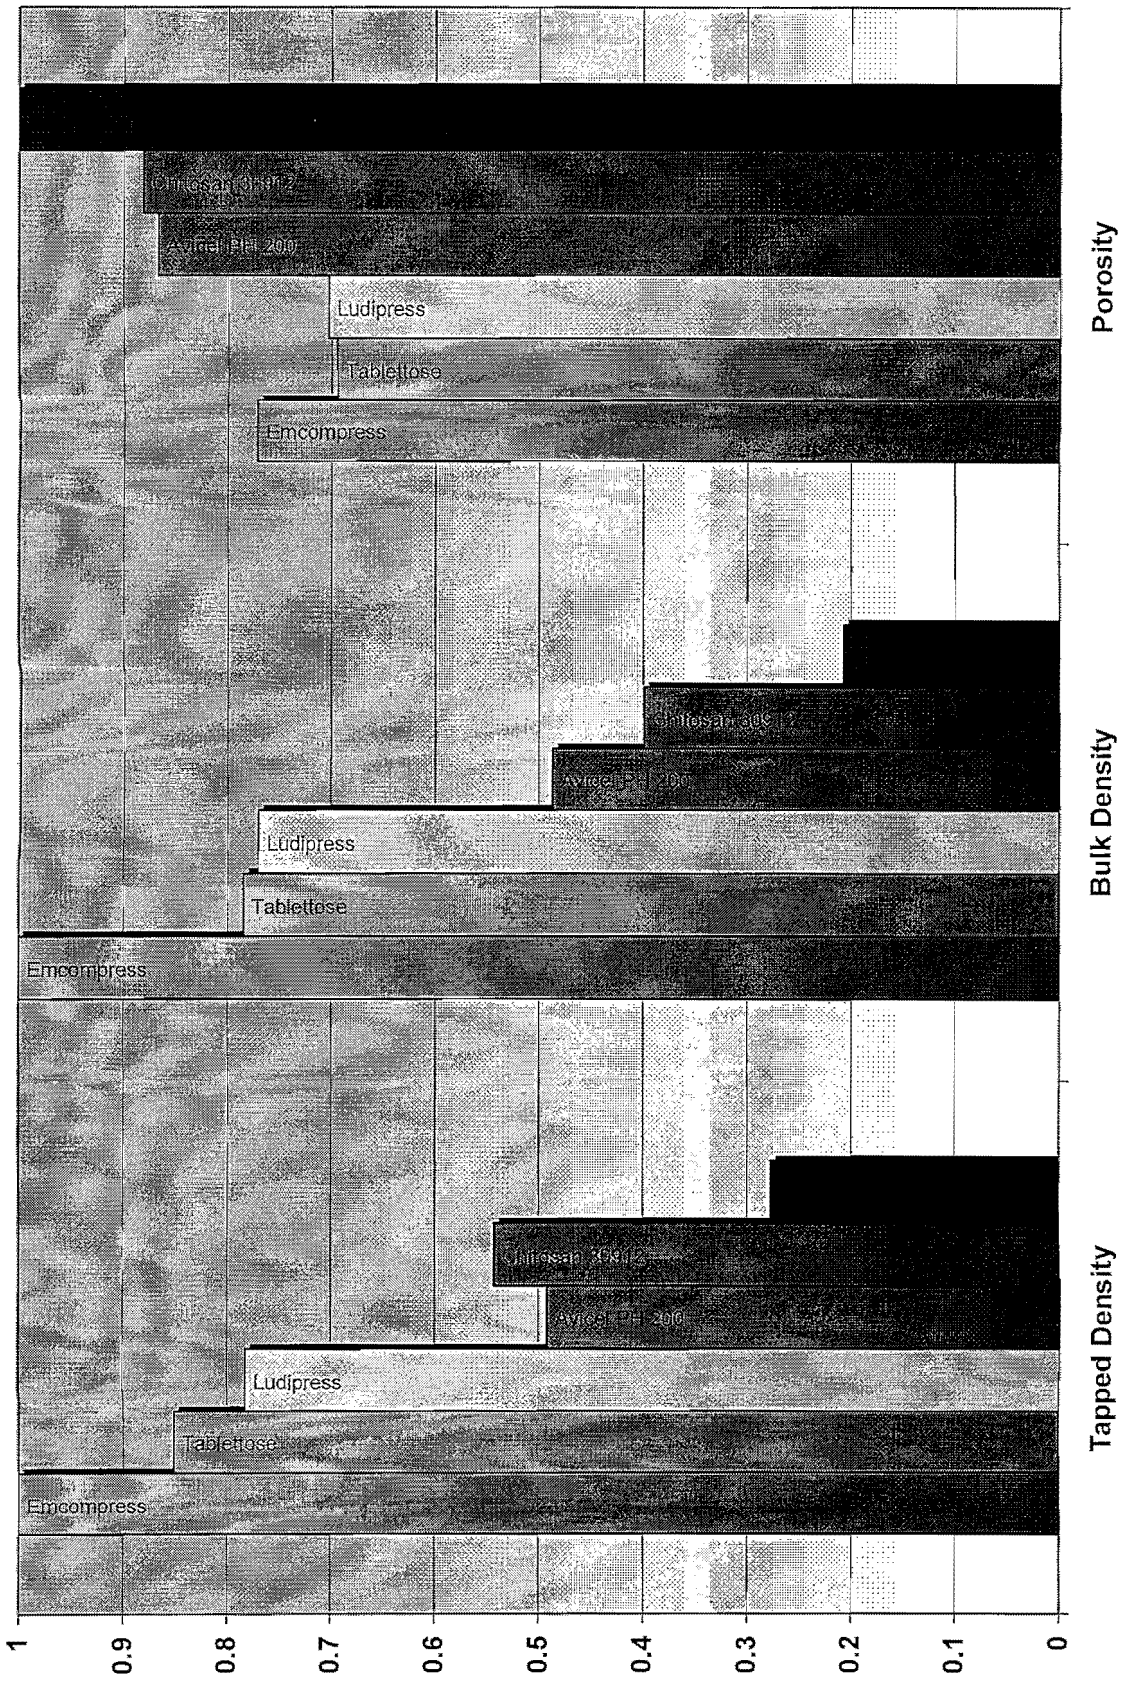 1
0.9
0.8
0.7
0.6
0.5
0.4
0.3
0.2
0.1
0
Emcompress
Tablettose
Ludipress
Avicel PH 200
Chitosan 30912
Tapped Density
Emcompress
Tablettose
Ludipress
Avicel PH 200
Chitosan
Bulk Density
Emcompress
Tablettose
Ludipress
Avicel PH 200
Chitosan 30912
Porosity